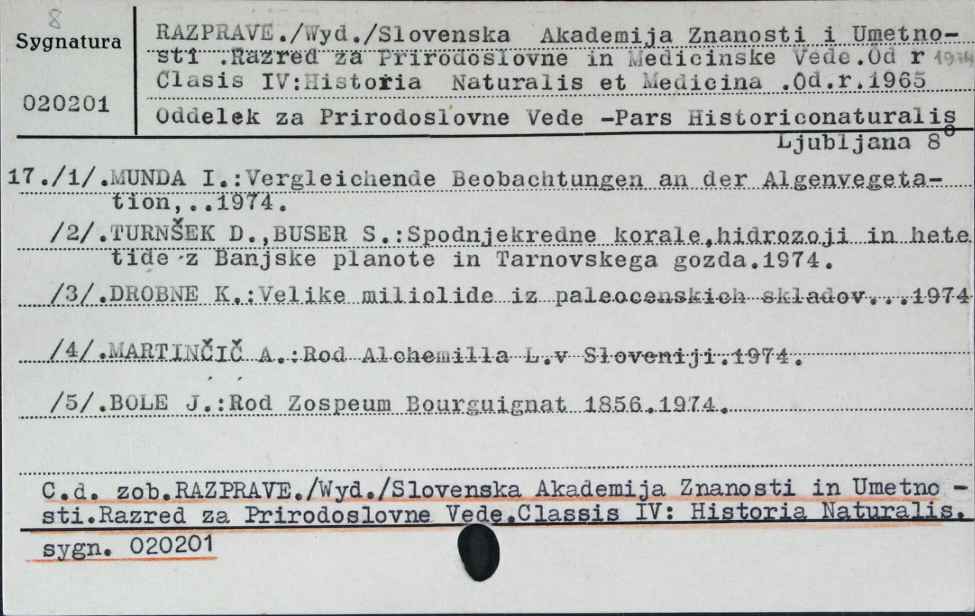 8
Sygnatura
020201
RAZPRAVE./Wyd./Slovenska Akademija Znanosti i Umetno-
sti .Razred za Prirodoslovne in Medicinske Vede.Od r
Clasis IV:Historia Naturalis et Medicina .Od.r.1965
Oddelek za Prirodoslovne Vede -Pars Historiconaturalis
Ljubljana 8°
17./1/.MUNDA I.:Vergleichende Beobachtungen an der Algenvegeta-
tion,..1974.
/2/.TURNŠEK D.,BUSER S.:Spodnjekredne korale,hidrozoji in hete
tide z Banjske planote in Tarnovskega gozda.1974.
/3/.DROBNE K.:Velike miliolide iz paleocenskich skladov...1974
/4/.MARTINČIČ A.:Rod Alchemilla L.v Sloveniji.1974.
/5/.BOLE J.:Rod Zospeum Bourguignat 1856.1974.
C.d. zob.RAZPRAVE./Wyd./Slovenska Akademija Znanosti in Umetno -
sti.Razred za Prirodoslovne Vede.Classis IV: Historia Naturalis.
sygn. 020201